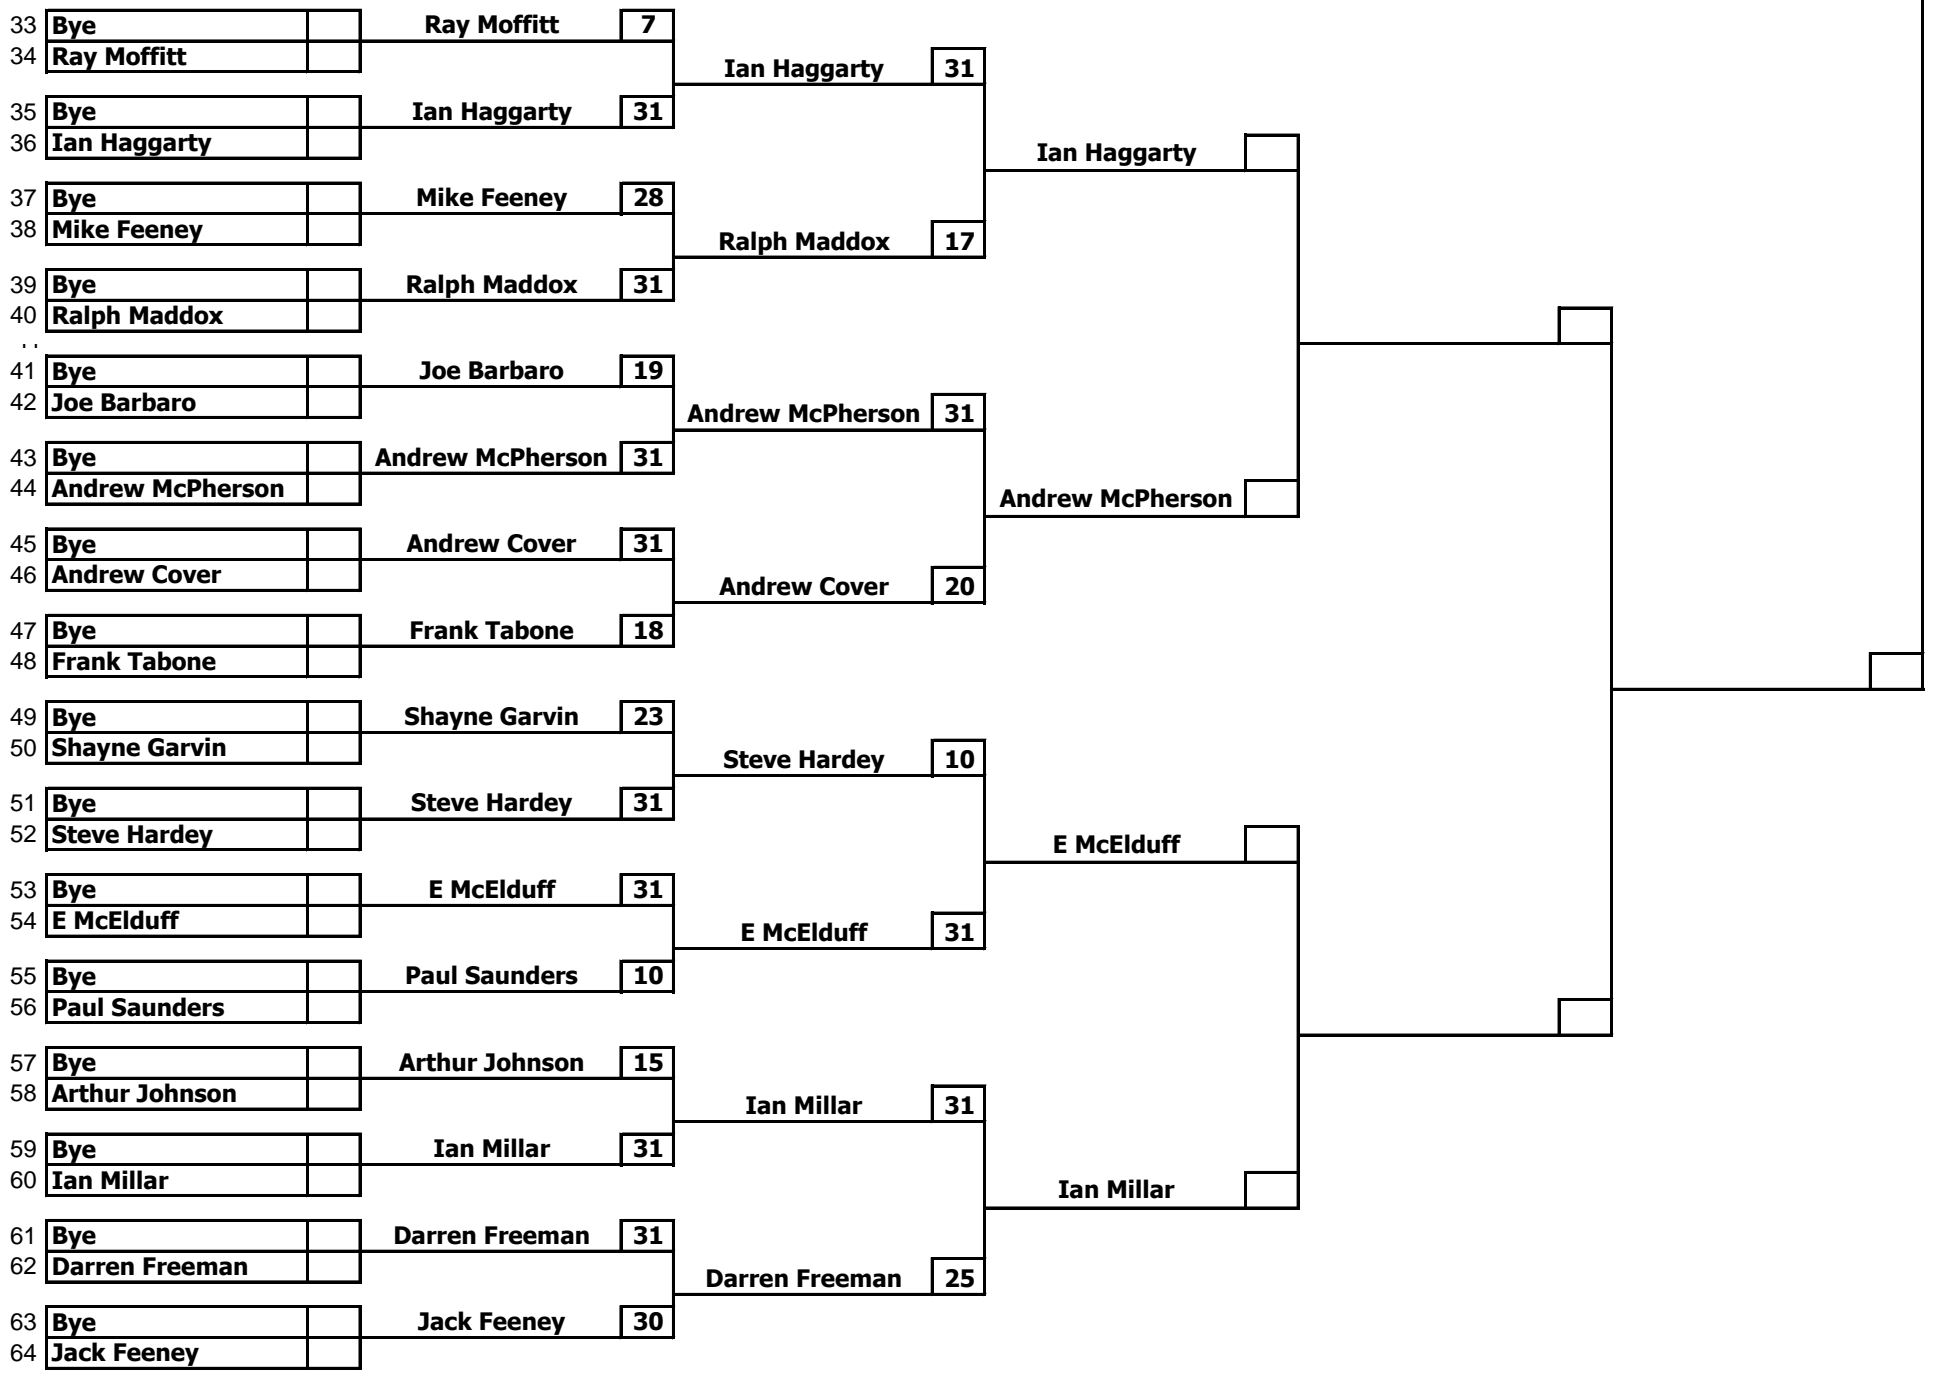 33 Bye Ray Moffitt 7
34 Ray Moffitt
Ian Haggarty 31
35 Bye Ian Haggarty 31
36 Ian Haggarty
Ian Haggarty
37 Bye Mike Feeney 28
38 Mike Feeney
Ralph Maddox 17
39 Bye Ralph Maddox 31
40 Ralph Maddox
41 Bye Joe Barbaro 19
42 Joe Barbaro
Andrew McPherson 31
43 Bye Andrew McPherson 31
44 Andrew McPherson
Andrew McPherson
45 Bye Andrew Cover 31
46 Andrew Cover
Andrew Cover 20
47 Bye Frank Tabone 18
48 Frank Tabone
49 Bye Shayne Garvin 23
50 Shayne Garvin
Steve Hardey 10
51 Bye Steve Hardey 31
52 Steve Hardey
E McElduff
53 Bye E McElduff 31
54 E McElduff
E McElduff 31
55 Bye Paul Saunders 10
56 Paul Saunders
57 Bye Arthur Johnson 15
58 Arthur Johnson
Ian Millar 31
59 Bye Ian Millar 31
60 Ian Millar
Ian Millar
61 Bye Darren Freeman 31
62 Darren Freeman
Darren Freeman 25
63 Bye Jack Feeney 30
64 Jack Feeney